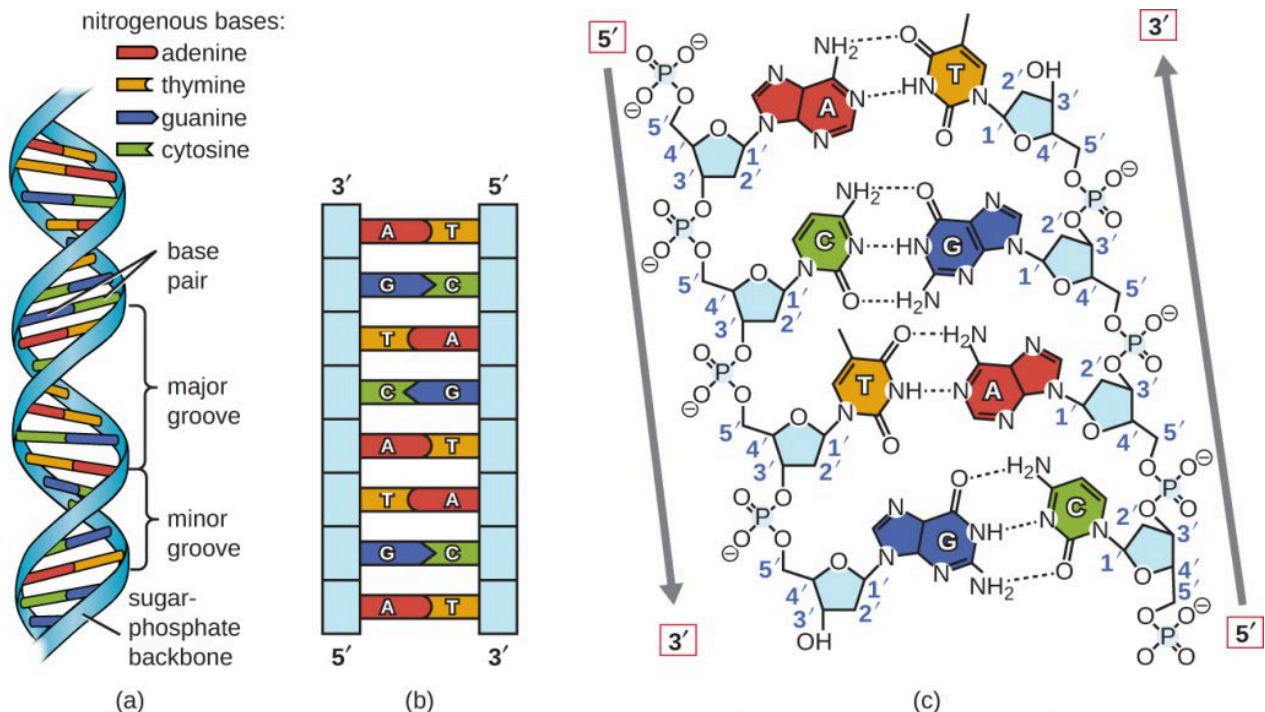 nitrogenous bases:
adenine
thymine
guanine
cytosine
base
pair
major
groove
minor
groove
sugar-
phosphate
backbone
(a)
3′ 5′
A T
G C
T A
C G
A T
T A
G C
A T
5′ 3′
(b)
5′ 3′
O⊖ P O O ⊖O 5′ O 4′ 3′ 2′ 1′ N N N N A NH₂
O HN T O N 1′ 2′ 3′ 4′ 5′ OH O O
O O P O ⊖O 5′ O 4′ 3′ 2′ 1′ N C N O NH₂
O HN G N H₂N N N 1′ 2′ 3′ 4′ 5′ O O P O O⊖ O
O O P O ⊖O 5′ O 4′ 3′ 2′ 1′ N T NH O O
H₂N N A N N N 1′ 2′ 3′ 4′ 5′ O O P O O⊖ O
O O P O ⊖O 5′ O 4′ 3′ 2′ 1′ OH N N G N NH NH₂ O
H₂N N C O N 1′ 2′ 3′ 4′ 5′ O O P O O⊖ O
O P O O⊖ O⊖
3′ 5′
(c)